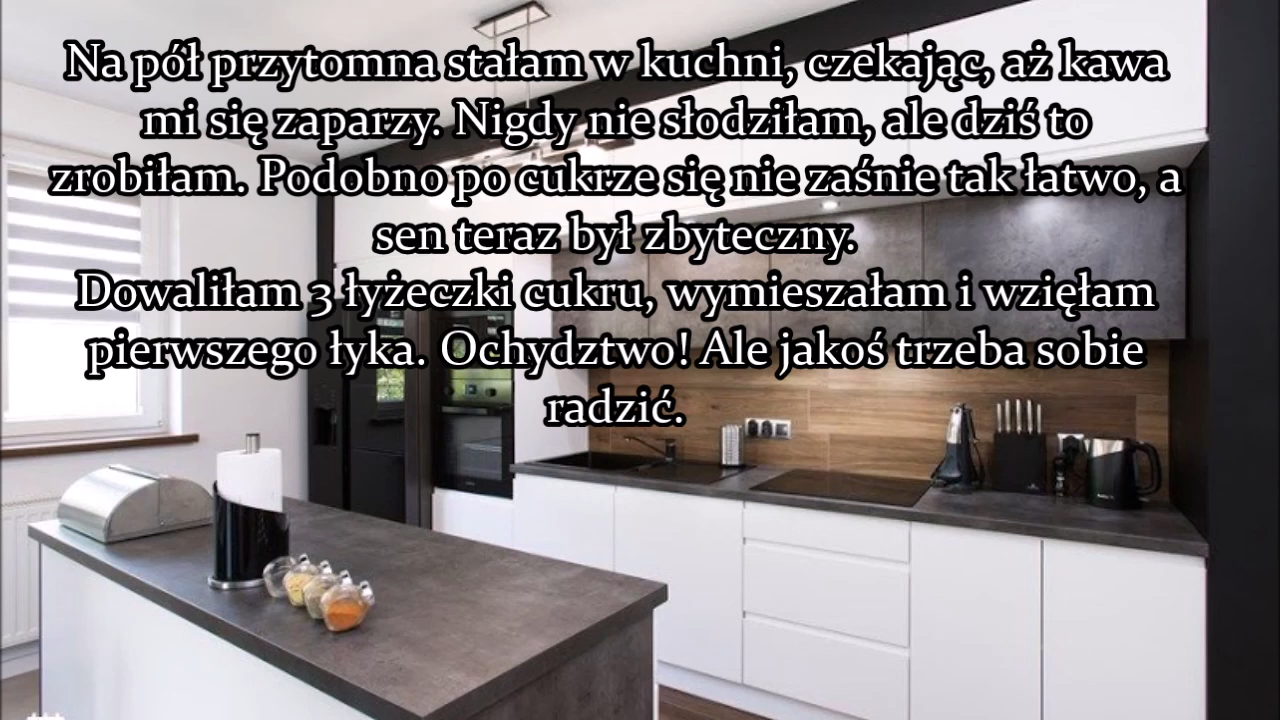 Na pół przytomna stałam w kuchni, czekając, aż kawa
mi się zaparzy. Nigdy nie słodziłam, ale dziś to
zrobiłam. Podobno po cukrze się nie zaśnie tak łatwo, a
sen teraz był zbyteczny.
Dowaliłam 3 łyżeczki cukru, wymieszałam i wzięłam
pierwszego łyka. Ochydztwo! Ale jakoś trzeba sobie
radzić.